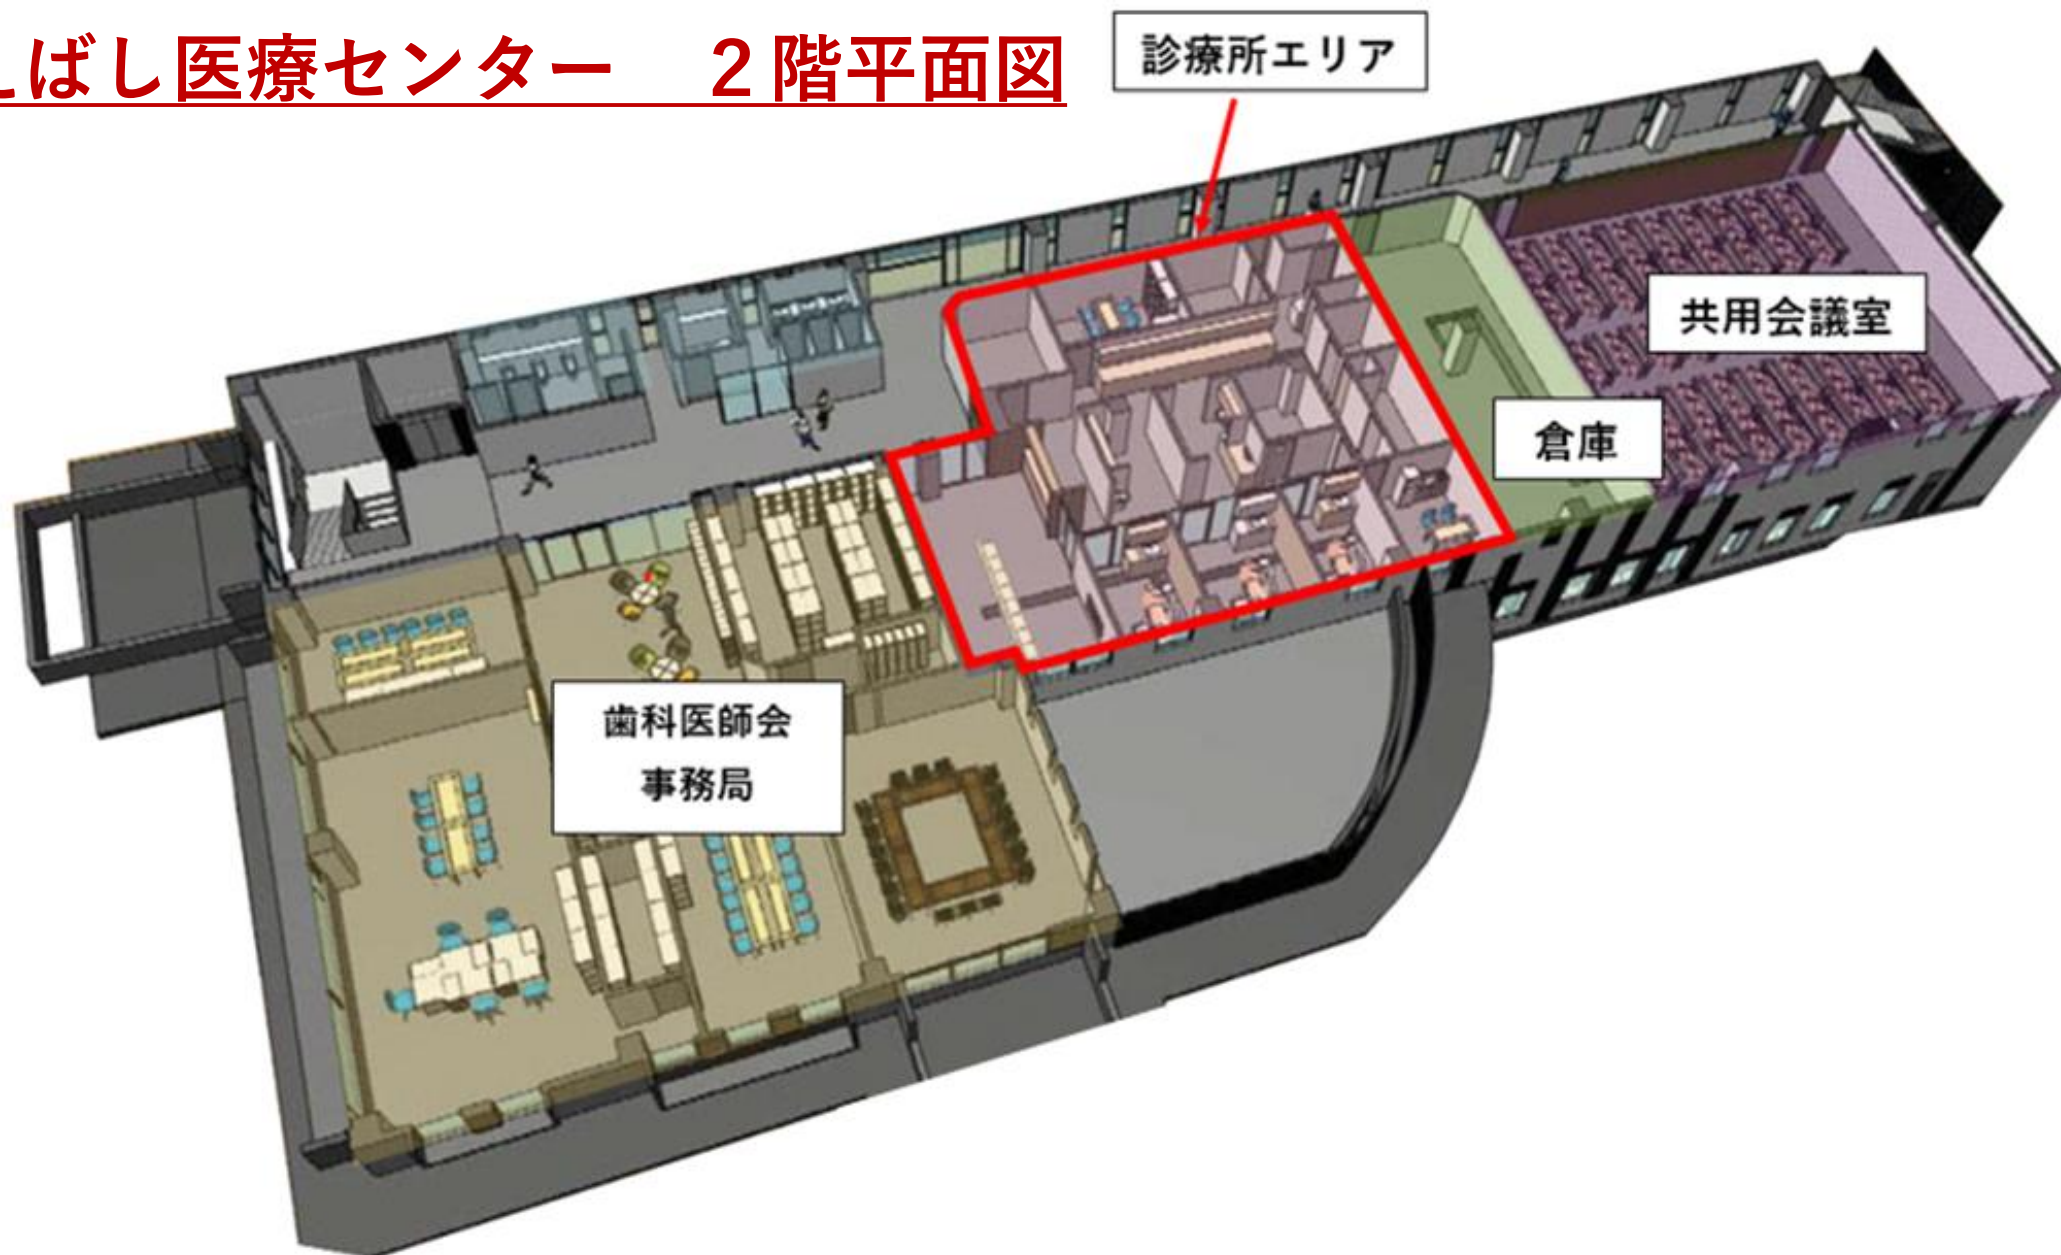 えばし医療センター　２階平面図
診療所エリア
共用会議室
倉庫
歯科医師会
事務局